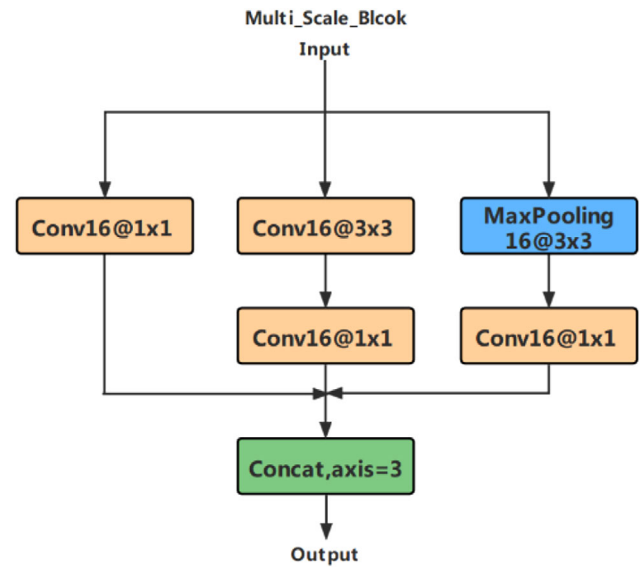 Multi_Scale_Blcok
Input
Conv16@1x1
Conv16@3x3
MaxPooling
16@3x3
Conv16@1x1
Conv16@1x1
Concat,axis=3
Output